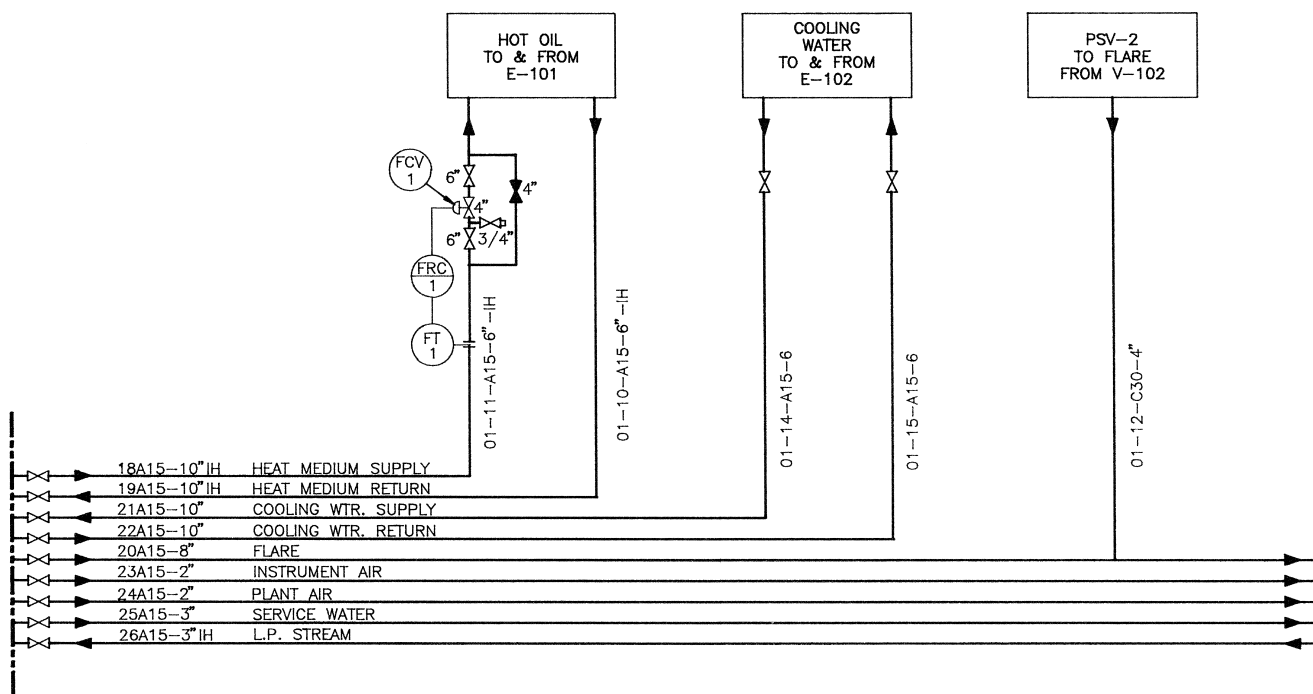 HOT OIL
TO & FROM
E-101
COOLING
WATER
TO & FROM
E-102
PSV-2
TO FLARE
FROM V-102
FCV
1
6"
4"
4"
6"
3/4"
FRC
1
FT
1
01-11-A15-6"-IH
01-10-A15-6"-IH
01-14-A15-6
01-15-A15-6
01-12-C30-4"
18A15-10"IH HEAT MEDIUM SUPPLY
19A15-10"IH HEAT MEDIUM RETURN
21A15-10" COOLING WTR. SUPPLY
22A15-10" COOLING WTR. RETURN
20A15-8" FLARE
23A15-2" INSTRUMENT AIR
24A15-2" PLANT AIR
25A15-3" SERVICE WATER
26A15-3"IH L.P. STREAM